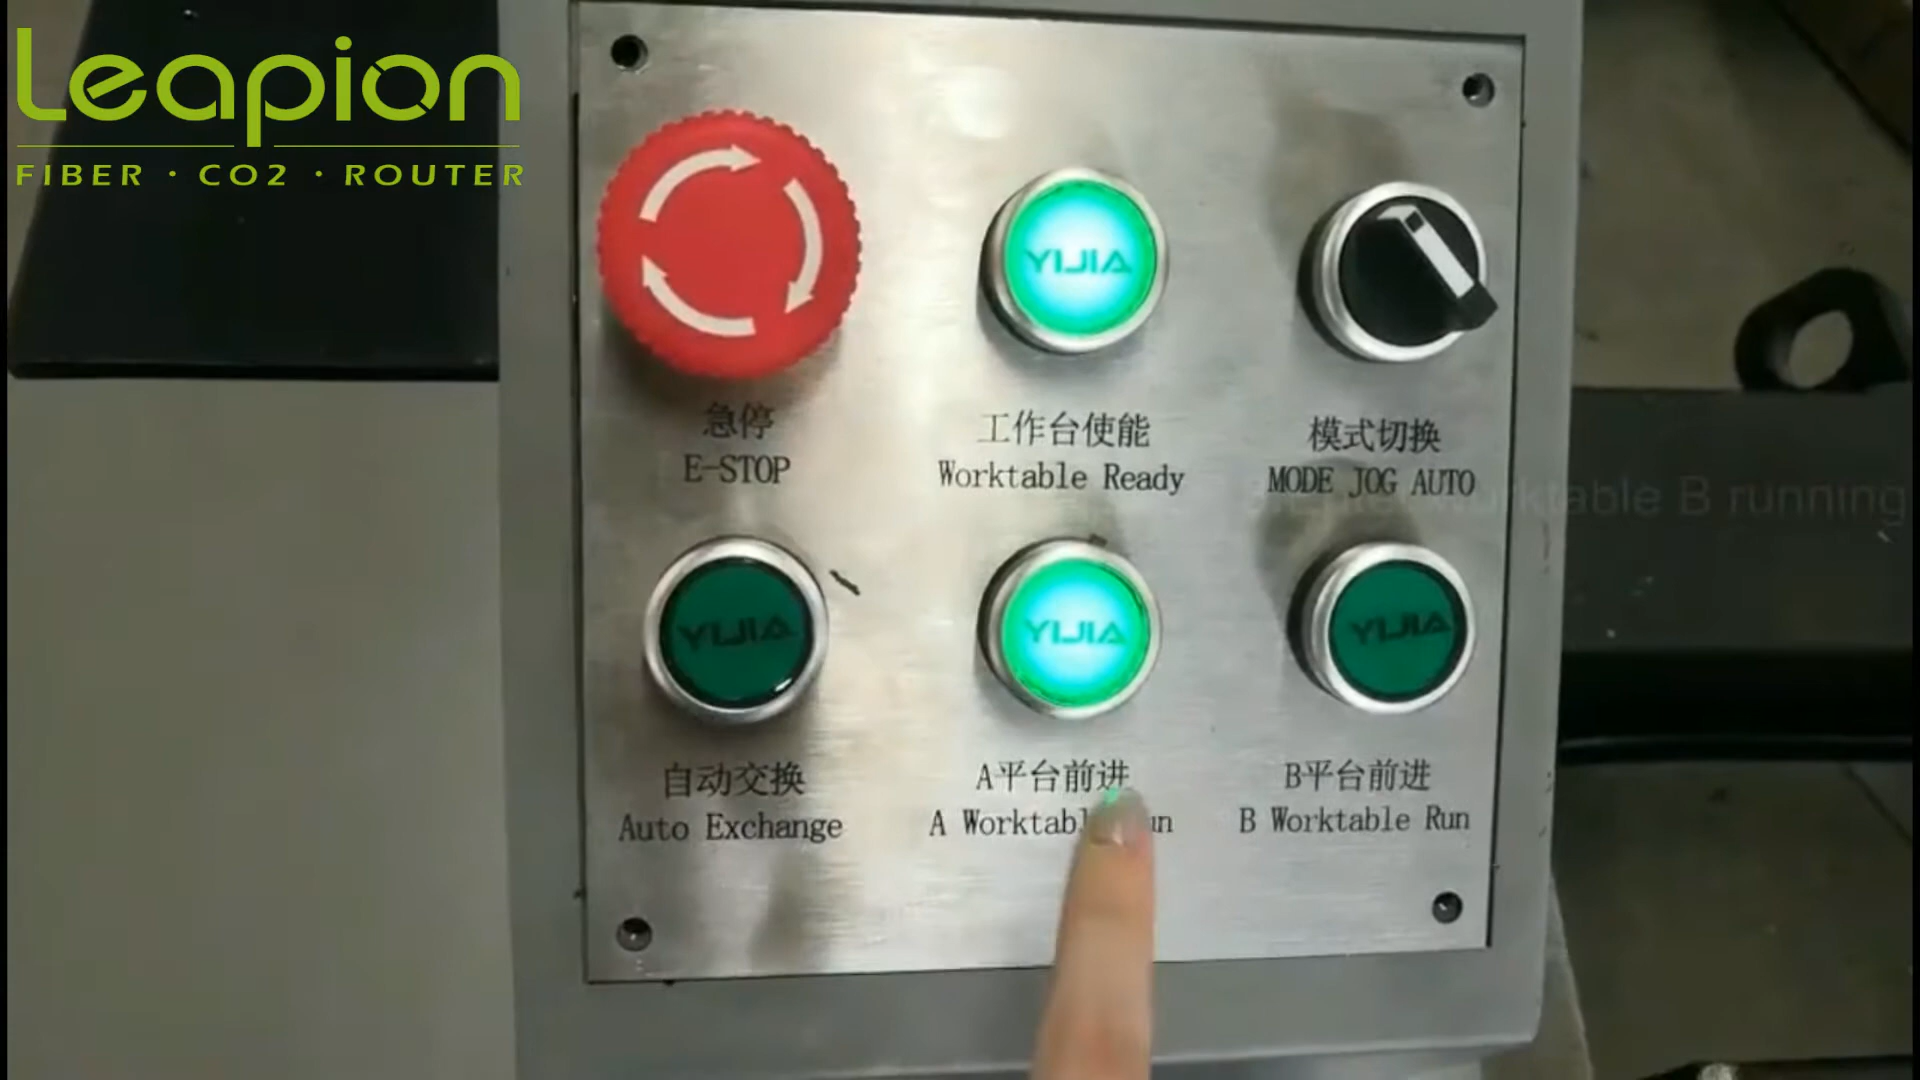 Leapion
FIBER · CO2 · ROUTER
YIJIA
急停
E-STOP
工作台使能
Worktable Ready
模式切换
MODE JOG AUTO
YIJIA
YIJIA
YIJIA
自动交换
Auto Exchange
A平台前进
A Worktable
B平台前进
B Worktable Run
Worktable B running